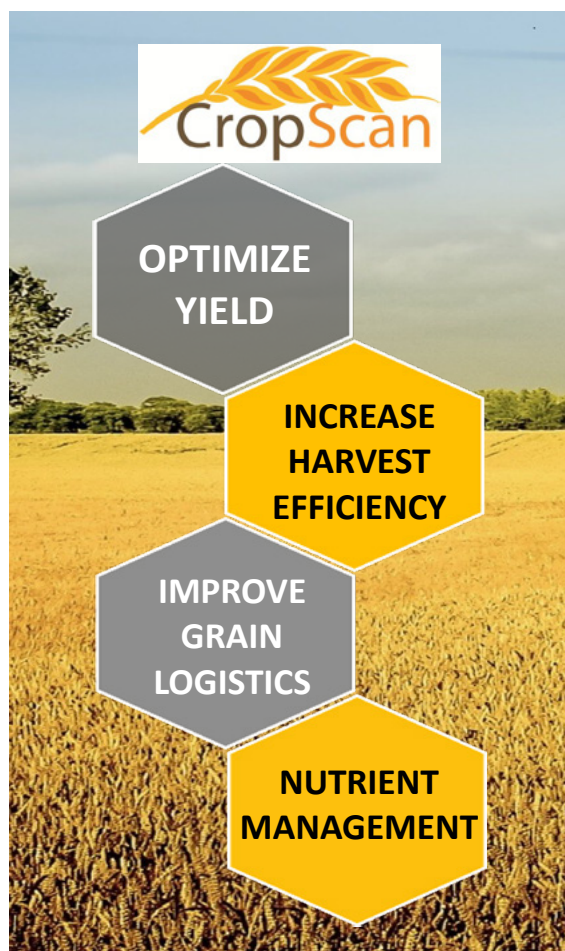 CropScan
OPTIMIZE
YIELD
INCREASE
HARVEST
EFFICIENCY
IMPROVE
GRAIN
LOGISTICS
NUTRIENT
MANAGEMENT